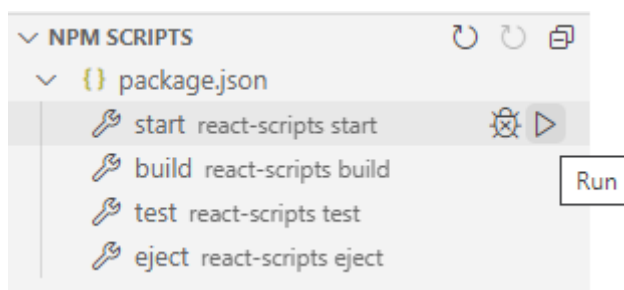 NPM SCRIPTS
{} package.json
start react-scripts start
build react-scripts build
Run
test react-scripts test
eject react-scripts eject